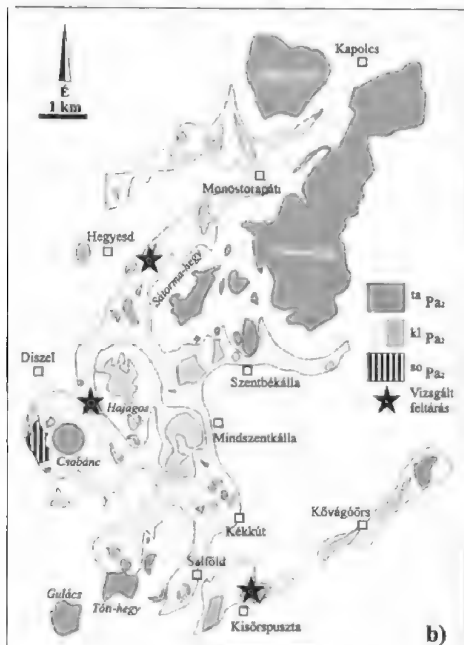 Kapolcs
É
1 km
Monostorapáti
Hegyesd
Sátorma-hegy
ta Pa₂
kl Pa₂
so Pa₂
Vizsgált
feltárás
Diszel
Szentbékálla
Hajagos
Mindszentkálla
Csobánc
Kővágóörs
Kékkút
Salföld
Gulács
Tóti-hegy
Kisörspuszta
b)